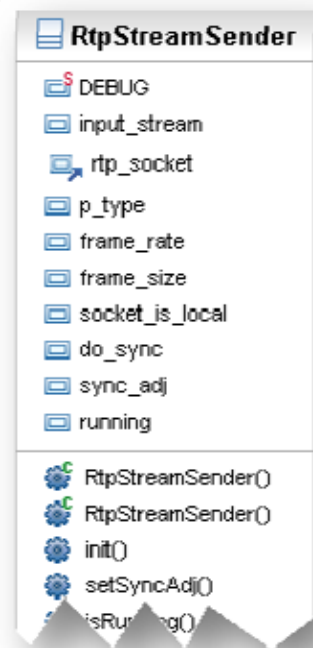 RtpStreamSender
S DEBUG
input_stream
rtp_socket
p_type
frame_rate
frame_size
socket_is_local
do_sync
sync_adj
running
C RtpStreamSender()
C RtpStreamSender()
init()
setSyncAdj()